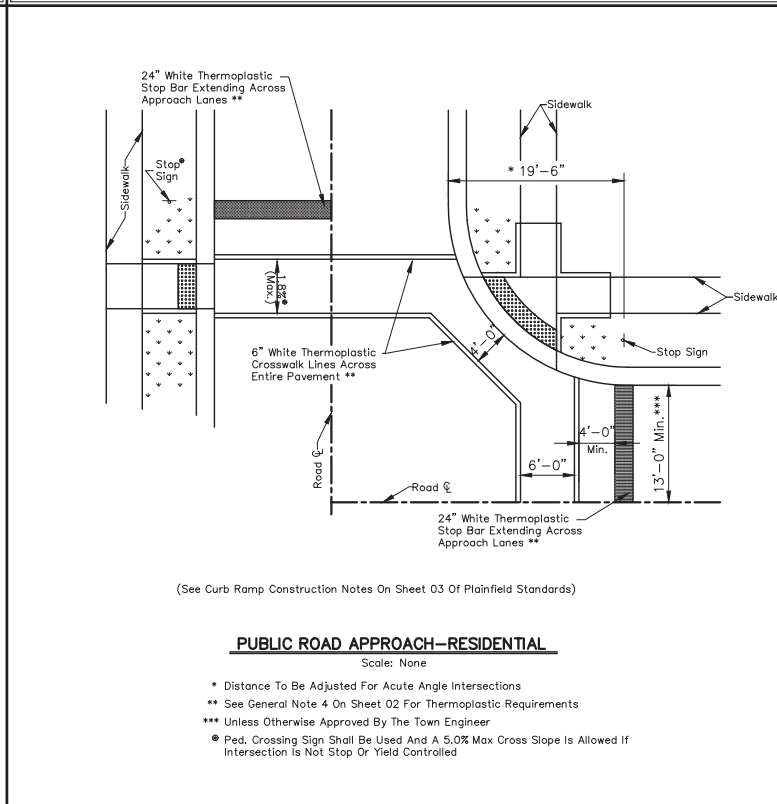 24" White Thermoplastic
Stop Bar Extending Across
Approach Lanes **
Sidewalk
* 19'-6"
Stop⊕
Sign
Sidewalk
1.8%⊕
(Max.)
Sidewalk
4'-0"
Stop Sign
6" White Thermoplastic
Crosswalk Lines Across
Entire Pavement **
4'-0"
Min.
13'-0" Min.***
6'-0"
Road ℄
Road ℄
24" White Thermoplastic
Stop Bar Extending Across
Approach Lanes **
(See Curb Ramp Construction Notes On Sheet 03 Of Plainfield Standards)
PUBLIC ROAD APPROACH-RESIDENTIAL
Scale: None
* Distance To Be Adjusted For Acute Angle Intersections
** See General Note 4 On Sheet 02 For Thermoplastic Requirements
*** Unless Otherwise Approved By The Town Engineer
⊕ Ped. Crossing Sign Shall Be Used And A 5.0% Max Cross Slope Is Allowed If
Intersection Is Not Stop Or Yield Controlled